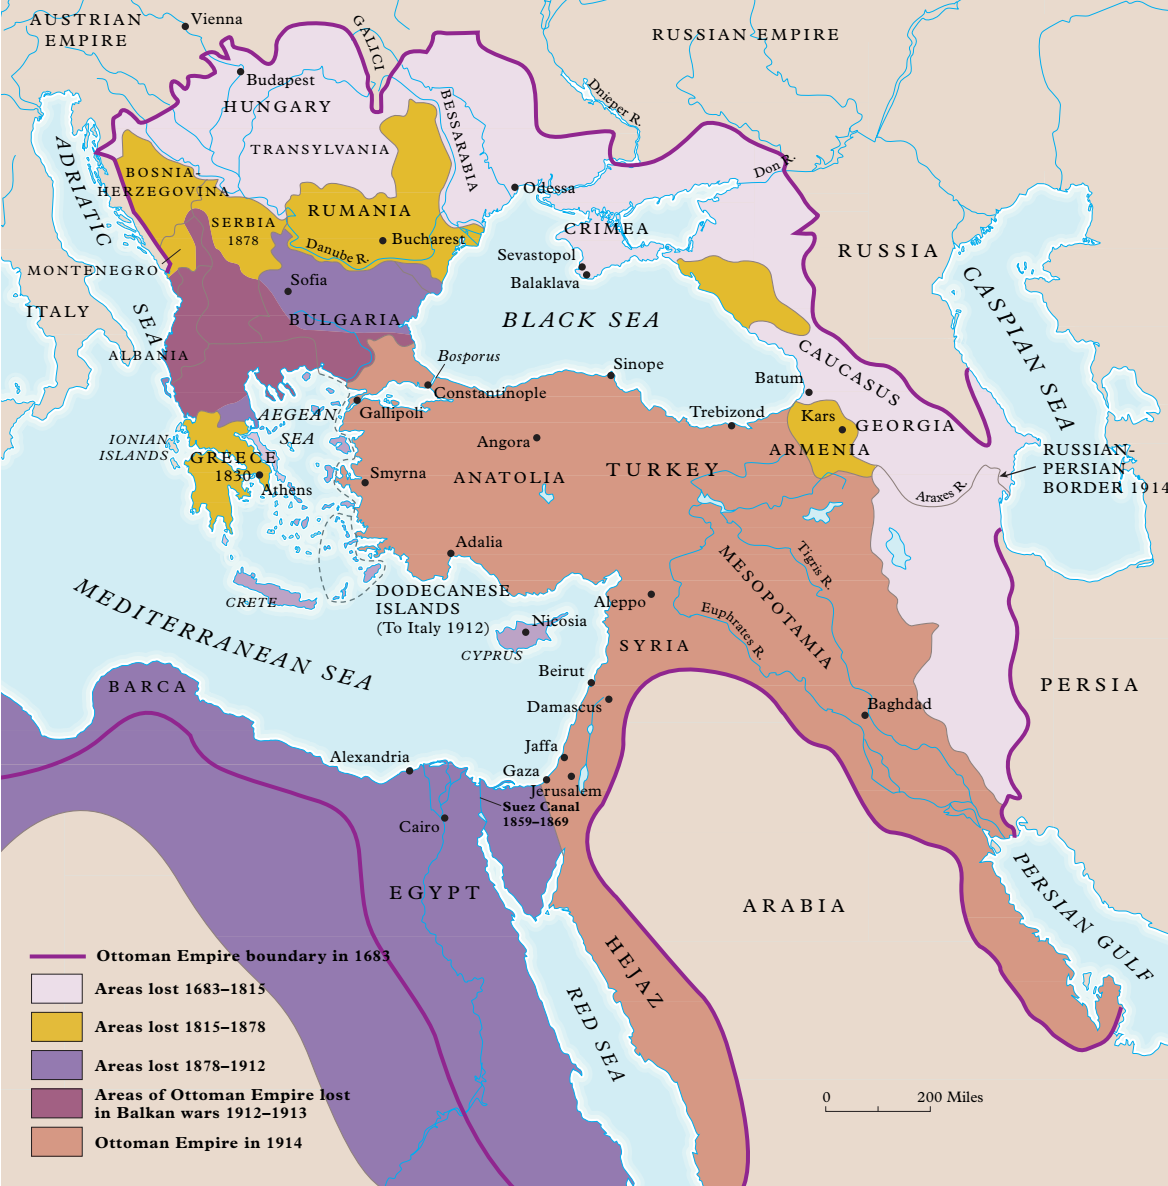 AUSTRIAN
EMPIRE
Vienna
GALICI
RUSSIAN EMPIRE
Budapest
HUNGARY
Dnieper R.
BESSARABIA
TRANSYLVANIA
Don R.
ADRIATIC
SEA
BOSNIA-
HERZEGOVINA
Odessa
RUMANIA
SERBIA
1878
CRIMEA
Bucharest
Danube R.
RUSSIA
Sevastopol
Balaklava
MONTENEGRO
Sofia
CASPIAN SEA
ITALY
BULGARIA
BLACK SEA
ALBANIA
Bosporus
CAUCASUS
Sinope
Batum
Constantinople
Gallipoli
AEGEAN
SEA
Trebizond
Kars
GEORGIA
IONIAN
ISLANDS
Angora
ARMENIA
RUSSIAN-
PERSIAN
BORDER 1914
GREECE
1830
Athens
Smyrna
ANATOLIA
TURKEY
Araxes R.
Adalia
MESOPOTAMIA
Tigris R.
CRETE
DODECANESE
ISLANDS
(To Italy 1912)
Aleppo
Euphrates R.
MEDITERRANEAN SEA
Nicosia
CYPRUS
SYRIA
Beirut
BARCA
PERSIA
Damascus
Baghdad
Jaffa
Alexandria
Gaza
Jerusalem
Suez Canal
1859–1869
Cairo
PERSIAN GULF
EGYPT
ARABIA
HEJAZ
RED SEA
Ottoman Empire boundary in 1683
Areas lost 1683–1815
Areas lost 1815–1878
Areas lost 1878–1912
Areas of Ottoman Empire lost
in Balkan wars 1912–1913
Ottoman Empire in 1914
0 200 Miles